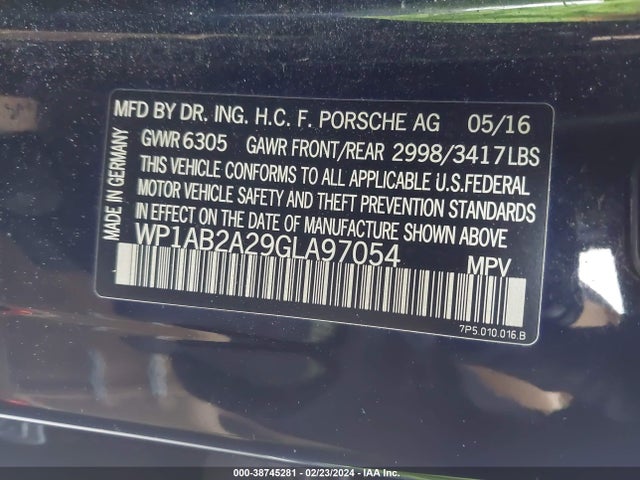 MFD BY DR. ING. H.C. F. PORSCHE AG 05/16
GVWR 6305 GAWR FRONT/REAR 2998/3417LBS
THIS VEHICLE CONFORMS TO ALL APPLICABLE U.S.FEDERAL
MOTOR VEHICLE SAFETY AND THEFT PREVENTION STANDARDS
IN EFFECT ON THE DATE OF MANUFACTURE SHOWN ABOVE
WP1AB2A29GLA97054 MPV
MADE IN GERMANY
7P5.010.016.B
000-38745281 - 02/23/2024 - IAA Inc.